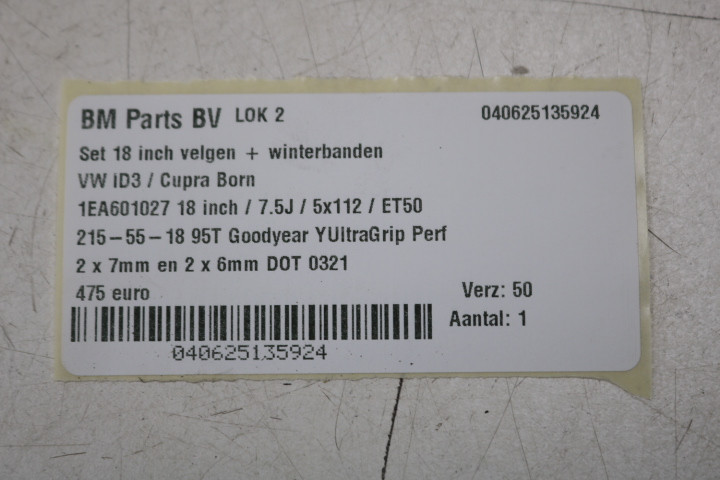 BM Parts BV LOK 2 040625135924
Set 18 inch velgen + winterbanden
VW ID3 / Cupra Born
1EA601027 18 inch / 7.5J / 5x112 / ET50
215-55-18 95T Goodyear YUltraGrip Perf
2 x 7mm en 2 x 6mm DOT 0321
475 euro Verz: 50
Aantal: 1
040625135924